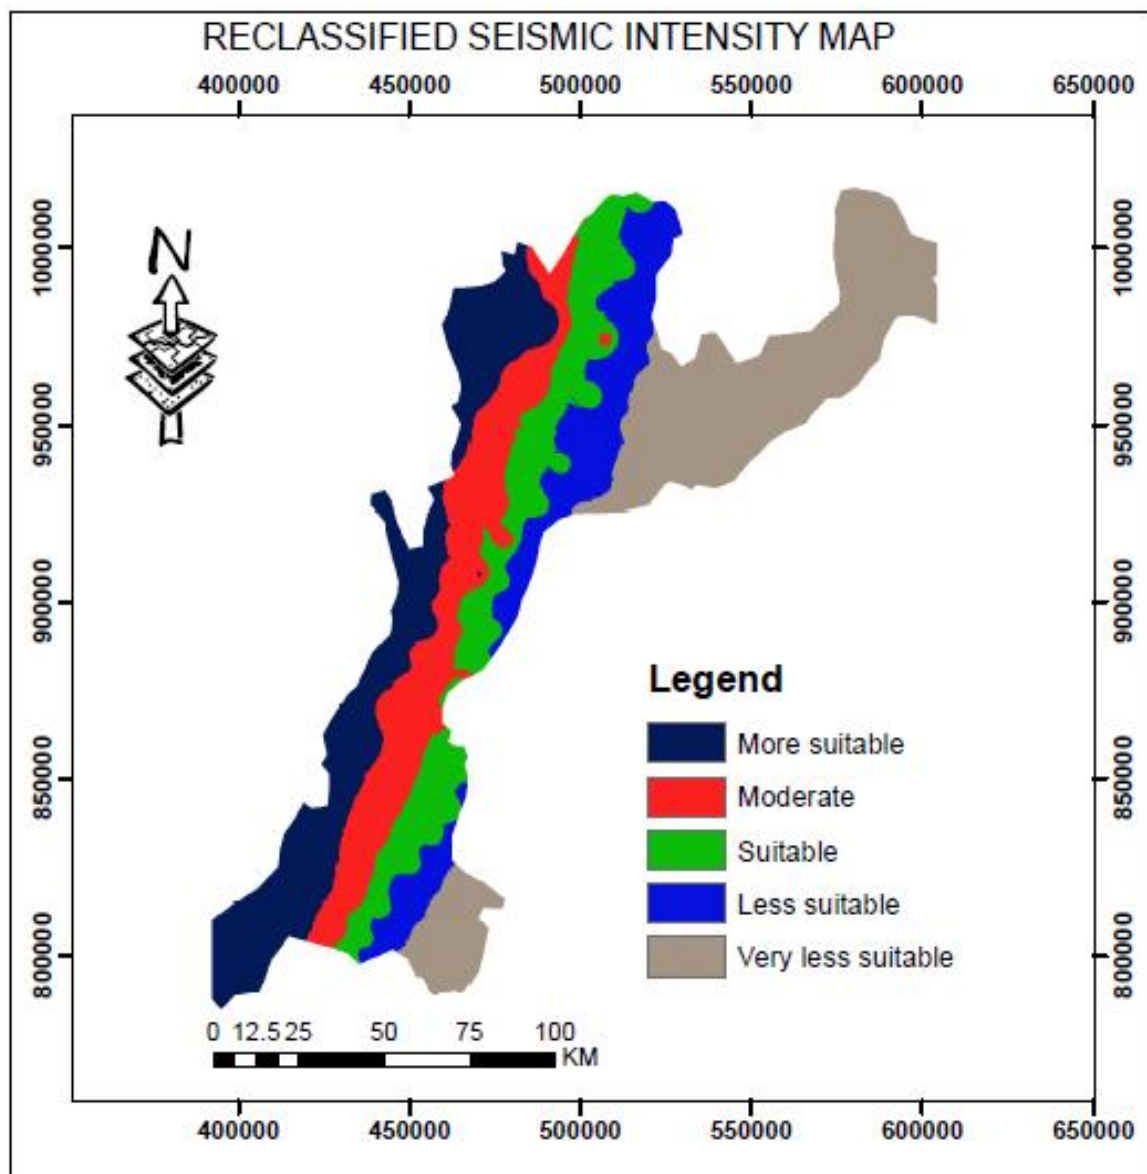 RECLASSIFIED SEISMIC INTENSITY MAP
400000 450000 500000 550000 600000 650000
N
1000000 1000000
950000 950000
900000 900000
Legend
More suitable
850000 850000
Moderate
Suitable
Less suitable
800000 800000
Very less suitable
0 12.5 25 50 75 100
KM
400000 450000 500000 550000 600000 650000